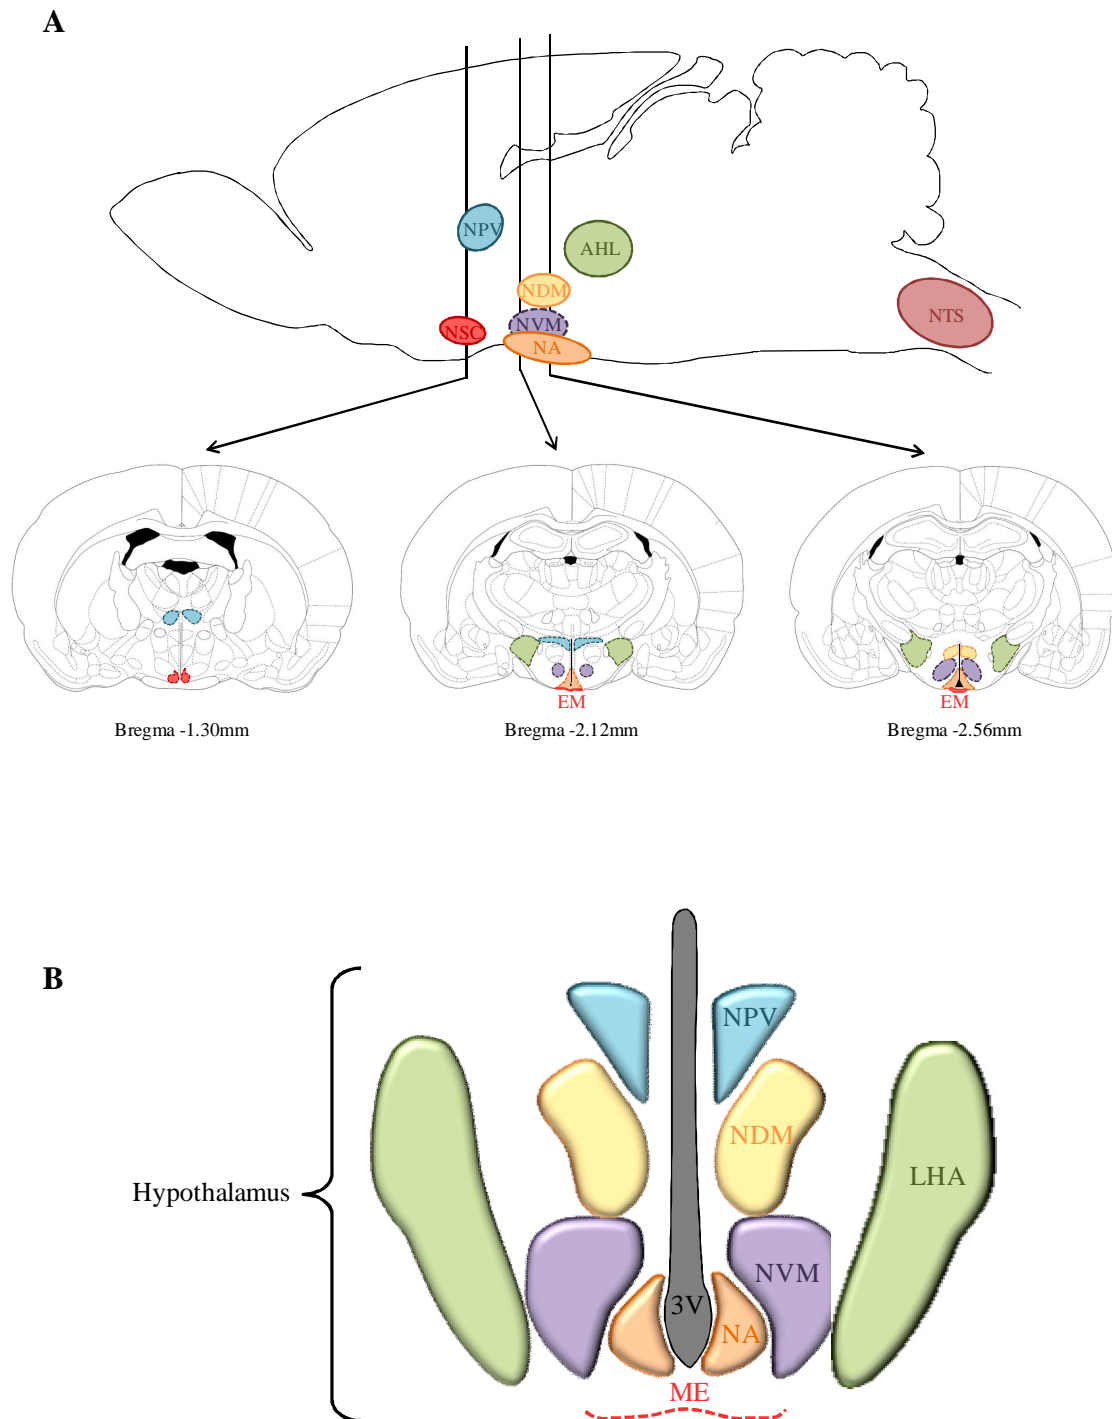 A
NPV
AHL
NDM
NSC
NVM
NA
NTS
EM
EM
Bregma -1.30mm
Bregma -2.12mm
Bregma -2.56mm
B
NPV
NDM
LHA
Hypothalamus
NVM
3V
NA
ME